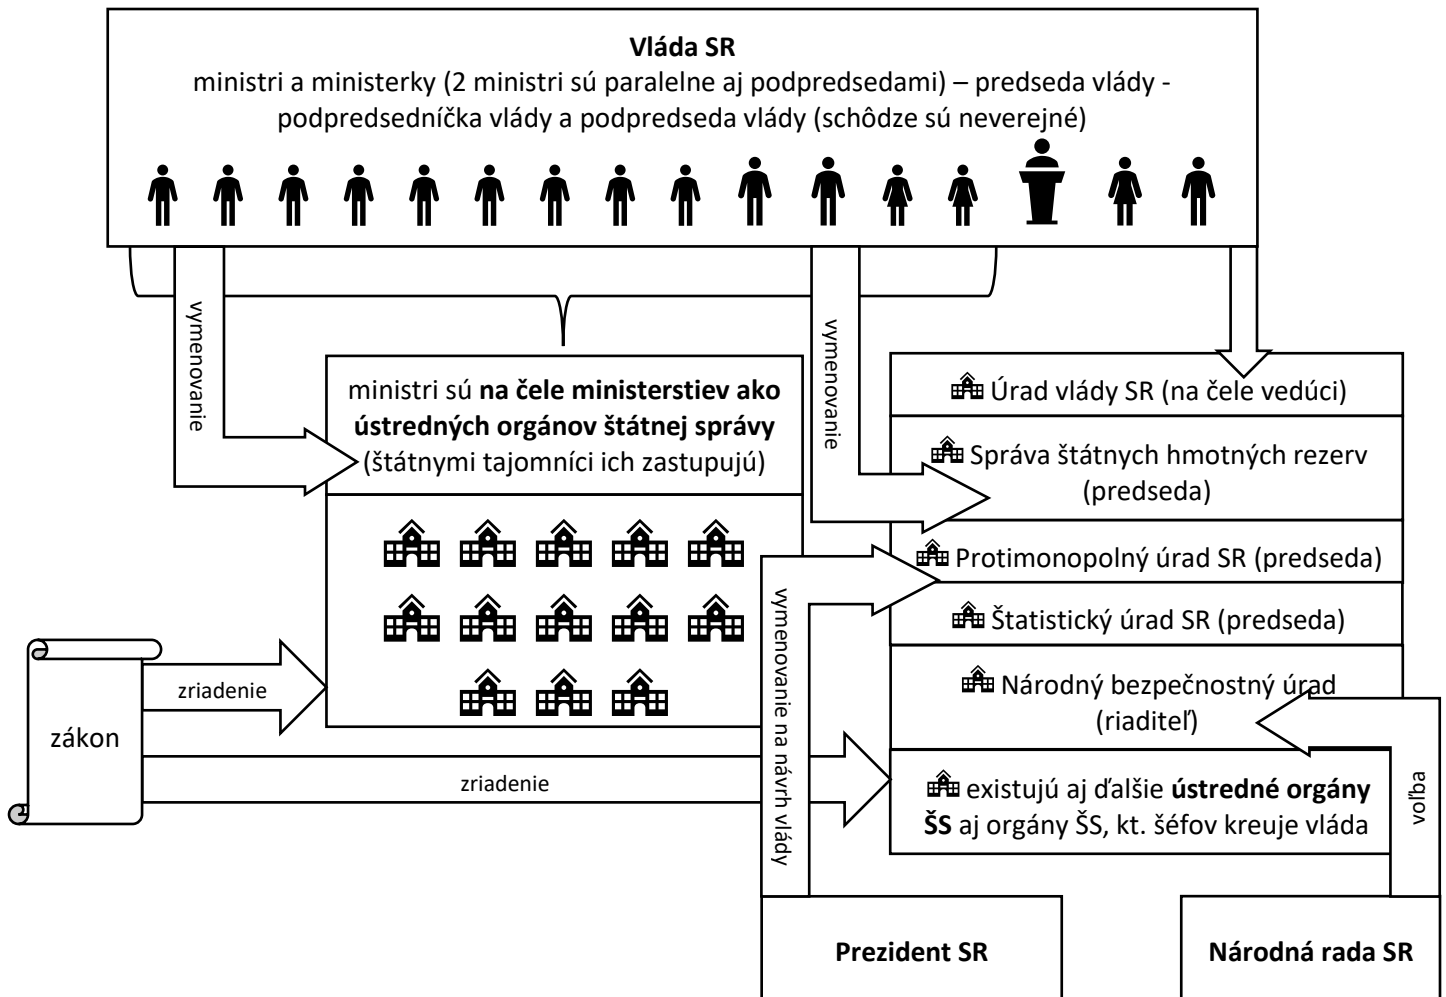 Vláda SR
ministri a ministerky (2 ministri sú paralelne aj podpredsedami) – predseda vlády -
podpredsedníčka vlády a podpredseda vlády (schôdze sú neverejné)
vymenovanie
vymenovanie
ministri sú na čele ministerstiev ako
ústredných orgánov štátnej správy
(štátnymi tajomníci ich zastupujú)
Úrad vlády SR (na čele vedúci)
Správa štátnych hmotných rezerv
(predseda)
Protimonopolný úrad SR (predseda)
Štatistický úrad SR (predseda)
Národný bezpečnostný úrad
(riaditeľ)
existujú aj ďalšie ústredné orgány
ŠS aj orgány ŠS, kt. šéfov kreuje vláda
zákon
zriadenie
zriadenie
vymenovanie na návrh vlády
voľba
Prezident SR
Národná rada SR